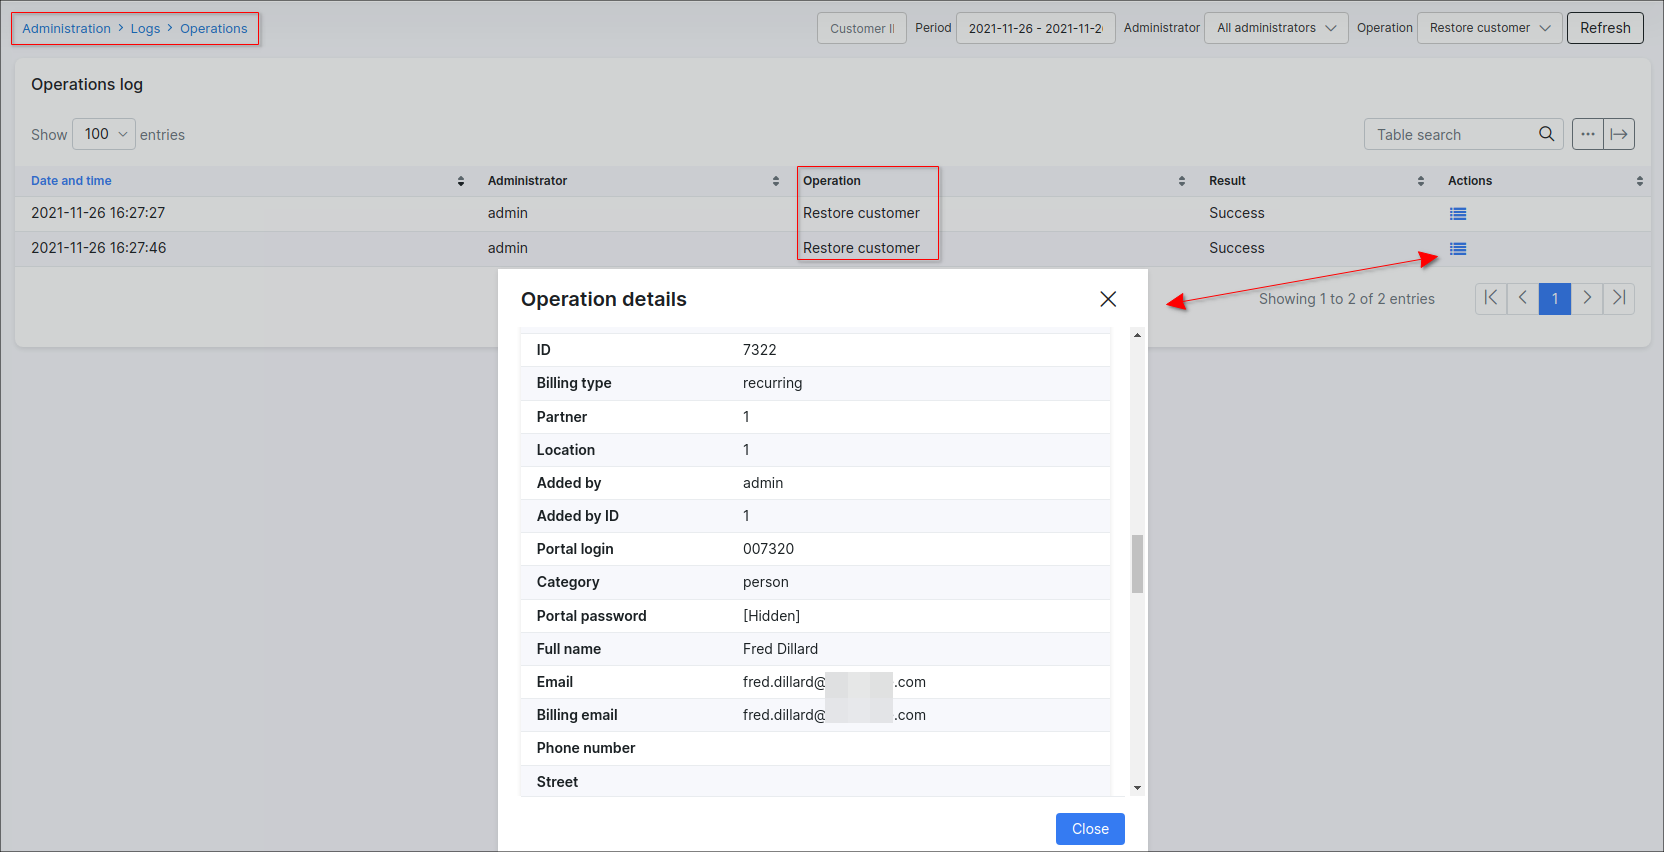 Administration > Logs > Operations
Customer I
Period 2021-11-26 - 2021-11-2
Administrator All administrators
Operation Restore customer
Refresh
Operations log
Show 100 entries
Table search
Date and time Administrator Operation Result Actions
2021-11-26 16:27:27 admin Restore customer Success
2021-11-26 16:27:46 admin Restore customer Success
Showing 1 to 2 of 2 entries
1
Operation details
ID 7322
Billing type recurring
Partner 1
Location 1
Added by admin
Added by ID 1
Portal login 007320
Category person
Portal password [Hidden]
Full name Fred Dillard
Email fred.dillard@ .com
Billing email fred.dillard@ .com
Phone number
Street
Close